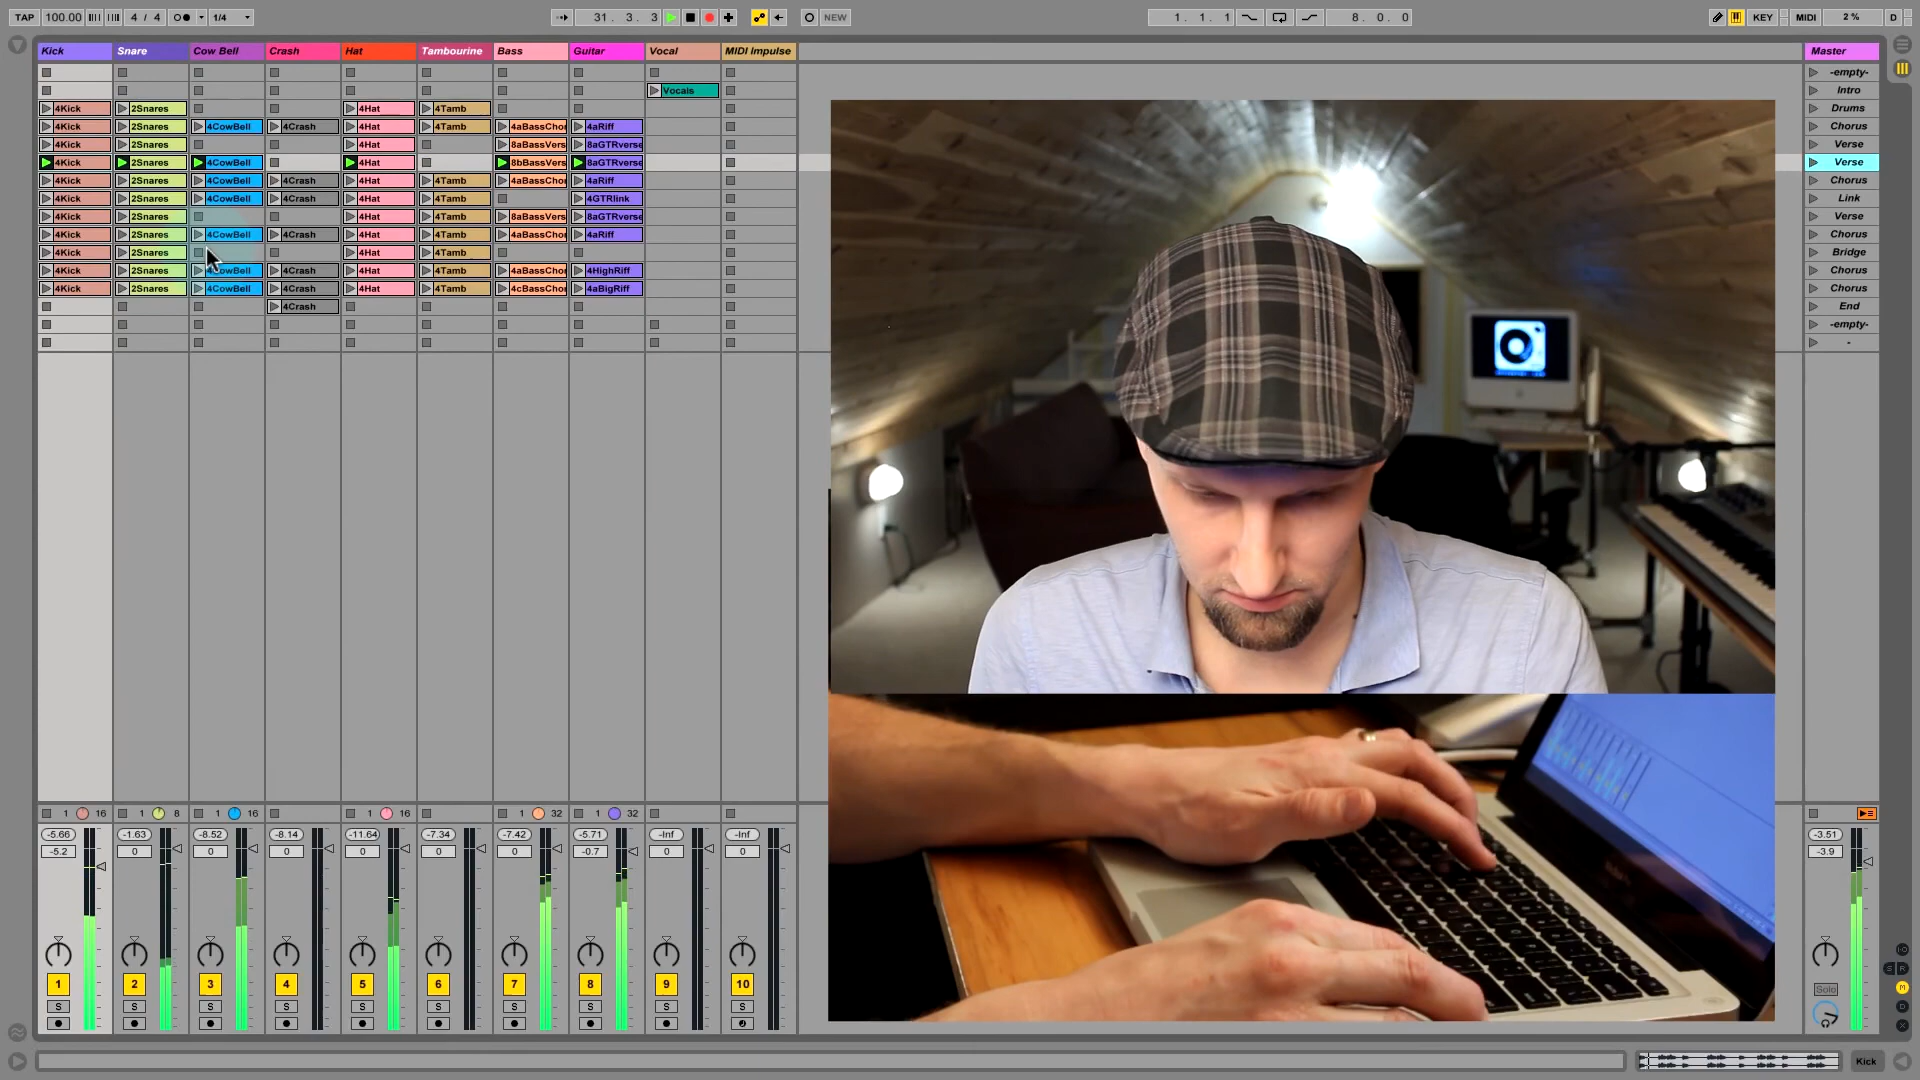 TAP 100.00 4 / 4 1/4 31. 3. 3 NEW 1. 1. 1 8. 0. 0 KEY MIDI 2 % D
Kick Snare Cow Bell Crash Hat Tambourine Bass Guitar Vocal MIDI Impulse Master
-empty-
Vocals Intro
4Kick 2Snares 4Hat 4Tamb Drums
4Kick 2Snares 4CowBell 4Crash 4Hat 4Tamb 4aBassChor 4aRiff Chorus
4Kick 2Snares 4Hat 8aBassVers 8aGTRverse Verse
4Kick 2Snares 4CowBell 4Hat 8bBassVers 8aGTRverse Verse
4Kick 2Snares 4CowBell 4Crash 4Hat 4Tamb 4aBassChor 4aRiff Chorus
4Kick 2Snares 4CowBell 4Crash 4Hat 4Tamb 4GTRlink Link
4Kick 2Snares 4Hat 4Tamb 8aBassVers 8aGTRverse Verse
4Kick 2Snares 4CowBell 4Crash 4Hat 4Tamb 4aBassChor 4aRiff Chorus
4Kick 2Snares 4Hat 4Tamb Bridge
4Kick 2Snares 4CowBell 4Crash 4Hat 4Tamb 4aBassChor 4HighRiff Chorus
4Kick 2Snares 4CowBell 4Crash 4Hat 4Tamb 4cBassChor 4aBigRiff Chorus
4Crash End
-empty-
-
1 16 1 8 1 16 1 16 1 32 1 32
-5.66 -1.63 -8.52 -8.14 -11.64 -7.34 -7.42 -5.71 -Inf -Inf -3.51
-5.2 0 0 0 0 0 0 -0.7 0 0 -3.9
1 2 3 4 5 6 7 8 9 10 Solo
S S S S S S S S S S
Kick